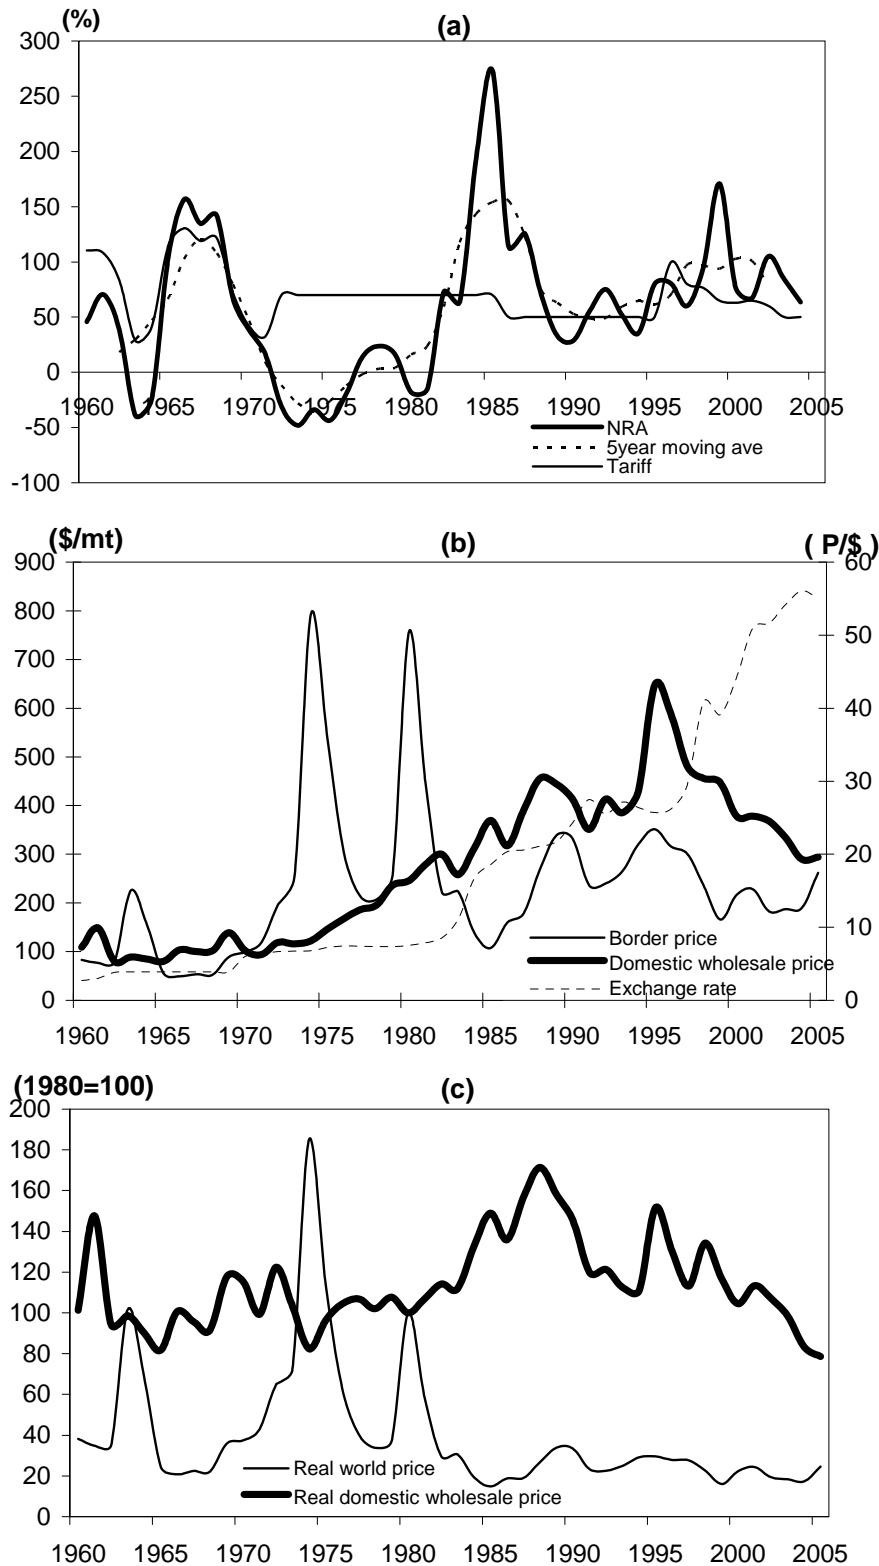 (%)
(a)
300
250
200
150
100
50
0
1960 1965 1970 1975 1980 1985 1990 1995 2000 2005
-50
NRA
5year moving ave
Tariff
-100
($/mt) (b) ( P/$ )
900 60
800
50
700
600 40
500
30
400
300 20
200
10
Border price
100
Domestic wholesale price
0 0
Exchange rate
1960 1965 1970 1975 1980 1985 1990 1995 2000 2005
(1980=100) (c)
200
180
160
140
120
100
80
60
40
Real world price
20
Real domestic wholesale price
0
1960 1965 1970 1975 1980 1985 1990 1995 2000 2005